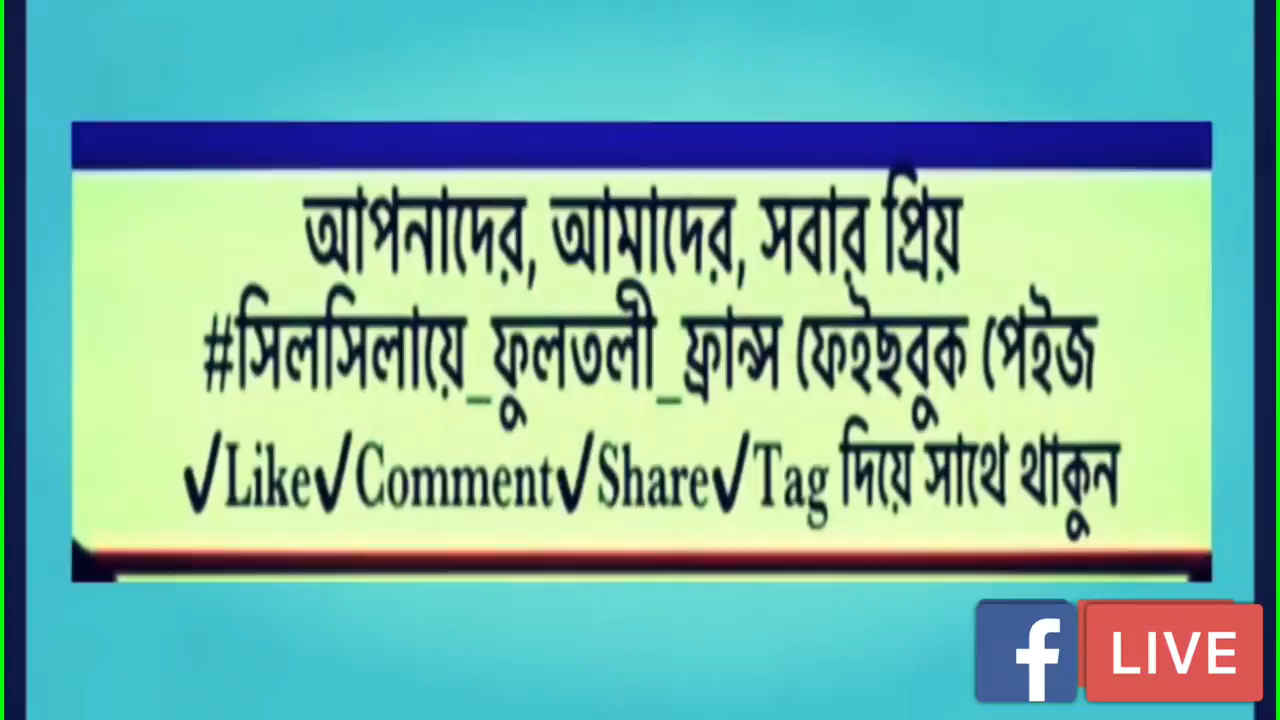 আপনাদের, আমাদের, সবার প্রিয়
#সিলসিলায়ে_ফুলতলী_ফ্রান্স ফেইছবুক পেইজ
✓Like✓Comment✓Share✓Tag দিয়ে সাথে থাকুন
f LIVE